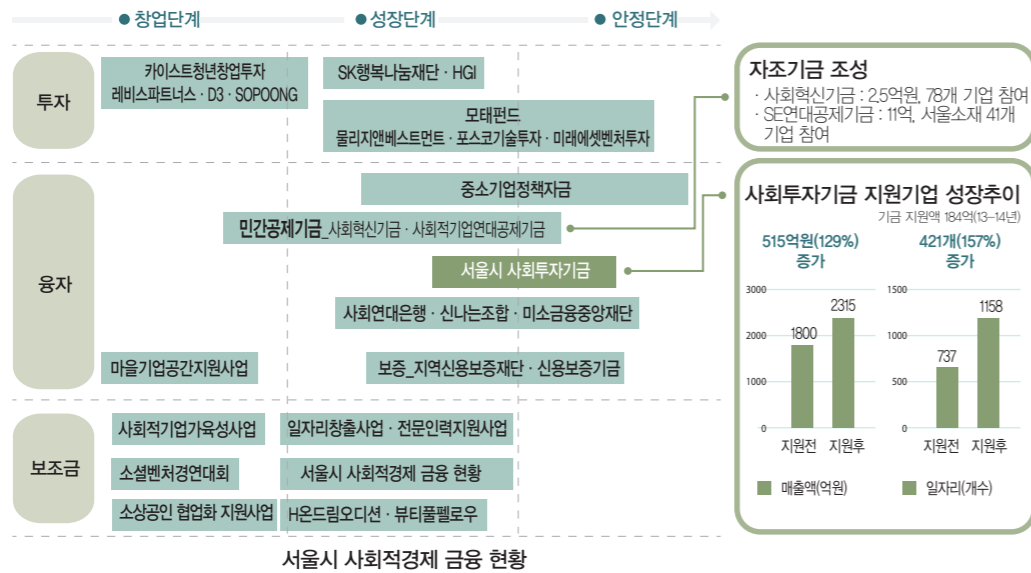 창업단계
성장단계
안정단계
투자
카이스트청년창업투자
레비스파트너스 · D3 · SOPOONG
SK행복나눔재단 · HGI
모태펀드
물리지앤베스트먼트 · 포스코기술투자 · 미래에셋벤처투자
융자
중소기업정책자금
민간공제기금_사회혁신기금 · 사회적기업연대공제기금
서울시 사회투자기금
사회연대은행 · 신나는조합 · 미소금융중앙재단
마을기업공간지원사업
보증_지역신용보증재단 · 신용보증기금
보조금
사회적기업가육성사업
일자리창출사업 · 전문인력지원사업
소셜벤처경연대회
서울시 사회적경제 금융 현황
소상공인 협업화 지원사업
H온드림오디션 · 뷰티풀펠로우
서울시 사회적경제 금융 현황
자조기금 조성
· 사회혁신기금 : 2.5억원, 78개 기업 참여
· SE연대공제기금 : 11억, 서울소재 41개
기업 참여
사회투자기금 지원기업 성장추이
기금 지원액 184억(13-14년)
515억원(129%)
증가
3000
2000
1000
0
1800
2315
지원전
지원후
매출액(억원)
421개(157%)
증가
1500
1000
500
0
737
1158
지원전
지원후
일자리(개수)